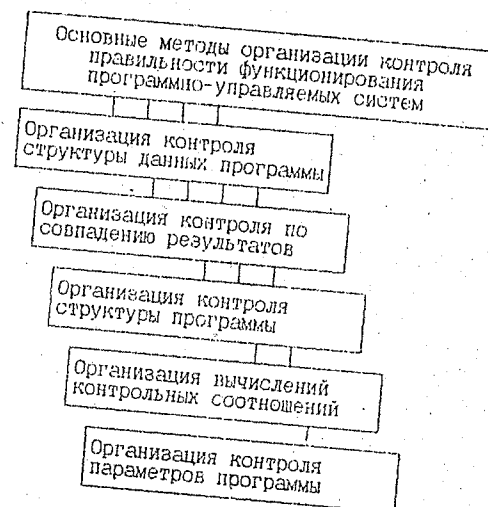 Основные методы организации контроля
правильности функционирования
программно-управляемых систем
Организация контроля
структуры данных программы
Организация контроля по
совпадению результатов
Организация контроля
структуры программы
Организация вычислений
контрольных соотношений
Организация контроля
параметров программы